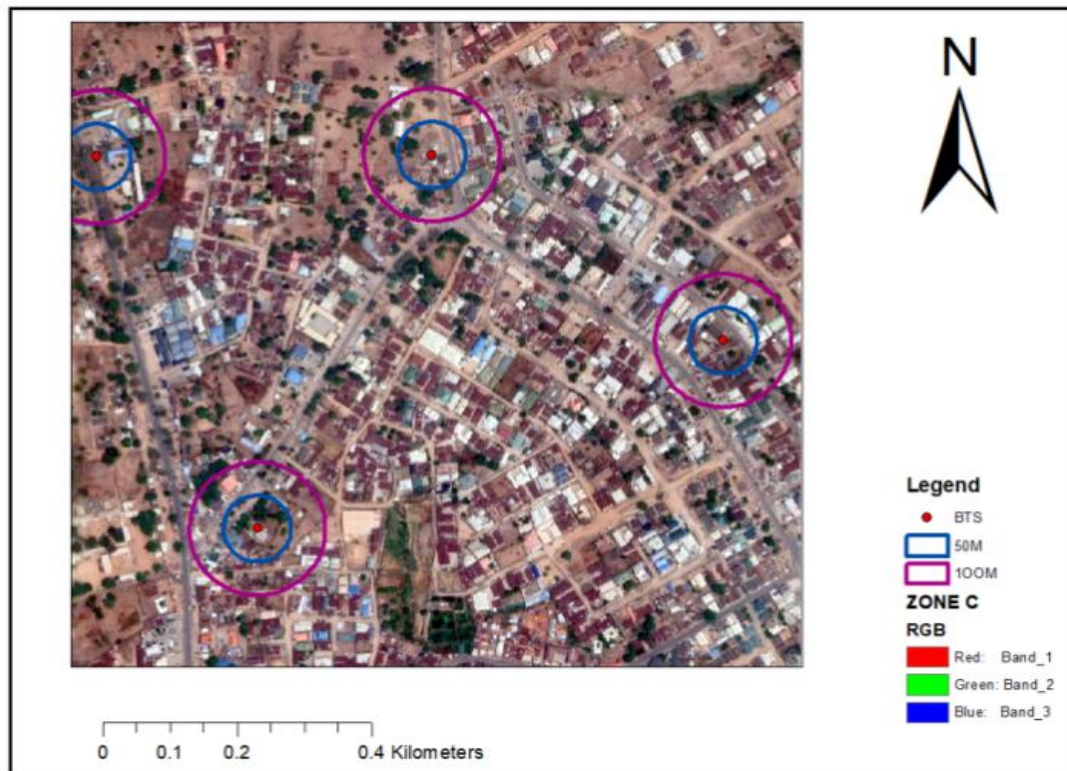 N
Legend
BTS
50M
1OOM
ZONE C
RGB
Red: Band_1
Green: Band_2
Blue: Band_3
0 0.1 0.2 0.4 Kilometers